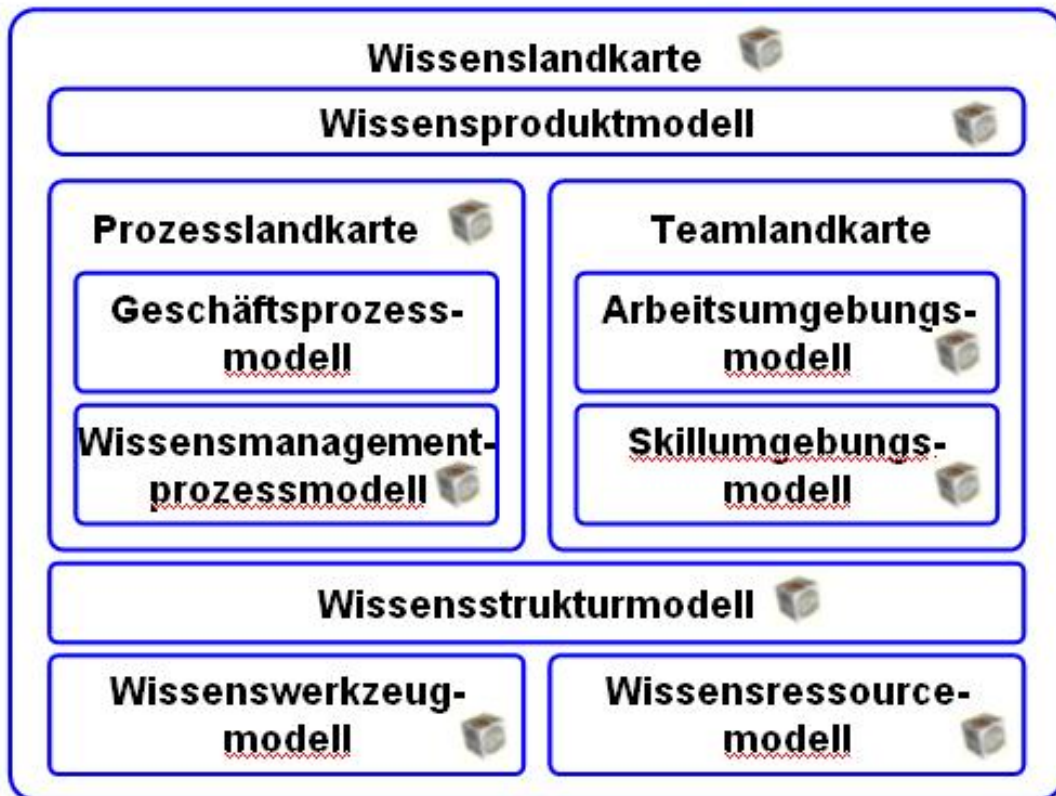 Wissenslandkarte
Wissensproduktmodell
Prozesslandkarte
Geschäftsprozess-
modell
Wissensmanagement-
prozessmodell
Teamlandkarte
Arbeitsumgebungs-
modell
Skillumgebungs-
modell
Wissensstrukturmodell
Wissenswerkzeug-
modell
Wissensressource-
modell